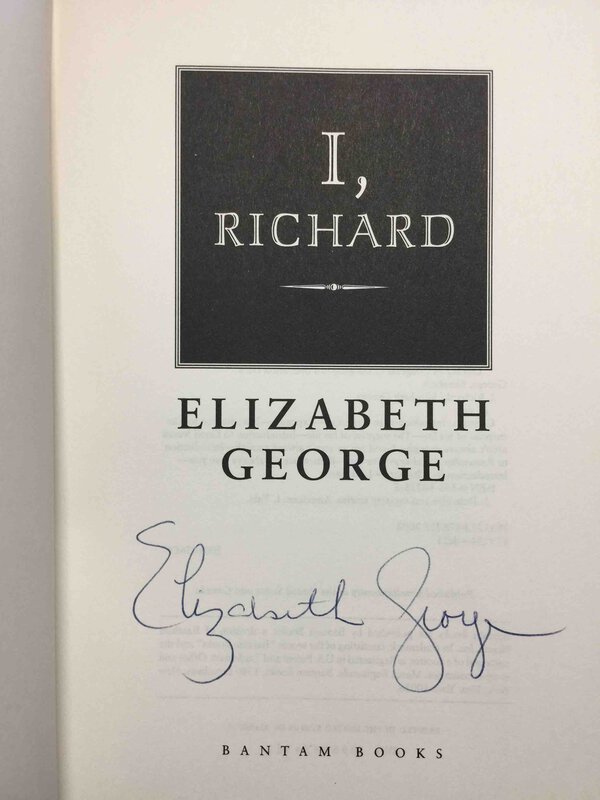 I,
RICHARD
ELIZABETH
GEORGE
Elizabeth George
BANTAM BOOKS